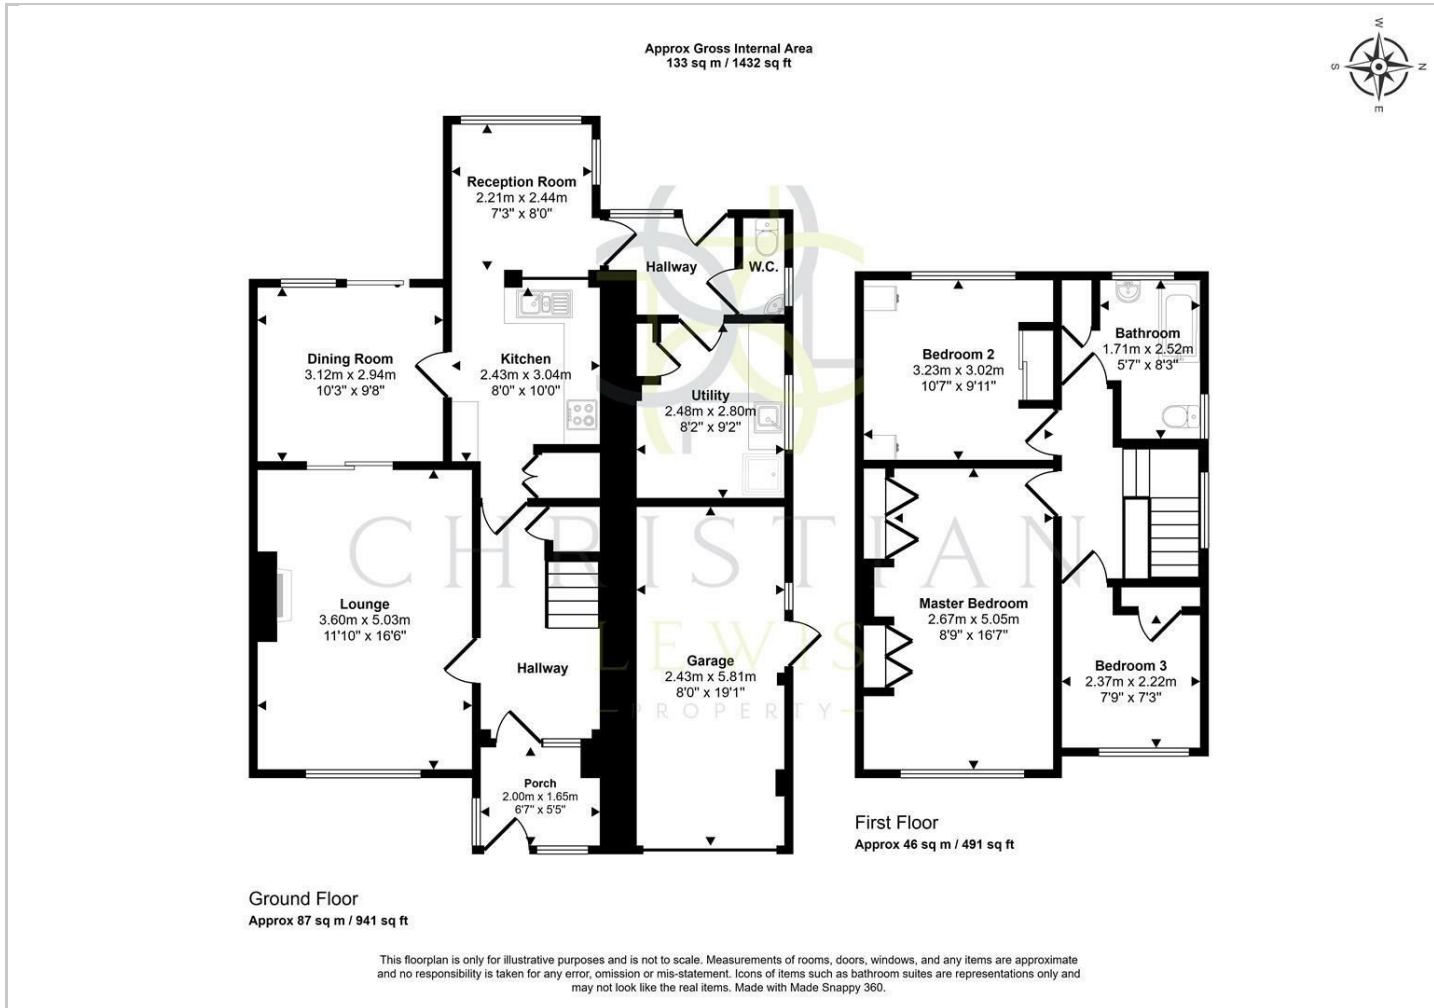 Approx Gross Internal Area
133 sq m / 1432 sq ft
W
S
N
E
Reception Room
2.21m x 2.44m
7'3" x 8'0"
Hallway
W.C.
Dining Room
3.12m x 2.94m
10'3" x 9'8"
Kitchen
2.43m x 3.04m
8'0" x 10'0"
Utility
2.48m x 2.80m
8'2" x 9'2"
Lounge
3.60m x 5.03m
11'10" x 16'6"
Hallway
Garage
2.43m x 5.81m
8'0" x 19'1"
Porch
2.00m x 1.65m
6'7" x 5'5"
Bedroom 2
3.23m x 3.02m
10'7" x 9'11"
Bathroom
1.71m x 2.52m
5'7" x 8'3"
Master Bedroom
2.67m x 5.05m
8'9" x 16'7"
Bedroom 3
2.37m x 2.22m
7'9" x 7'3"
CHRISTIAN
LEWIS
PROPERTY
First Floor
Approx 46 sq m / 491 sq ft
Ground Floor
Approx 87 sq m / 941 sq ft
This floorplan is only for illustrative purposes and is not to scale. Measurements of rooms, doors, windows, and any items are approximate
and no responsibility is taken for any error, omission or mis-statement. Icons of items such as bathroom suites are representations only and
may not look like the real items. Made with Made Snappy 360.